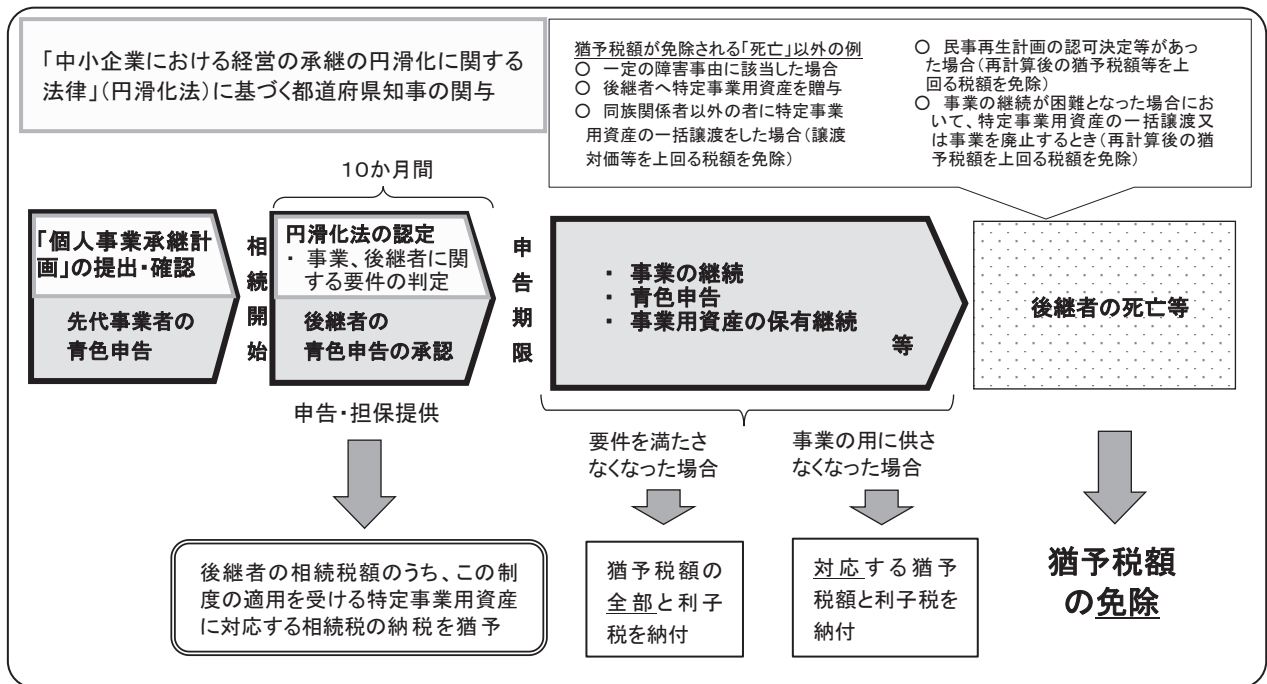 「中小企業における経営の承継の円滑化に関する
法律」(円滑化法)に基づく都道府県知事の関与
猶予税額が免除される「死亡」以外の例
○ 一定の障害事由に該当した場合
○ 後継者へ特定事業用資産を贈与
○ 同族関係者以外の者に特定事業
用資産の一括譲渡をした場合(譲渡
対価等を上回る税額を免除)
○ 民事再生計画の認可決定等があっ
た場合(再計算後の猶予税額等を上
回る税額を免除)
○ 事業の継続が困難となった場合にお
いて、特定事業用資産の一括譲渡又
は事業を廃止するとき(再計算後の猶
予税額を上回る税額を免除)
10か月間
「個人事業承継計
画」の提出・確認
先代事業者の
青色申告
相続開始
円滑化法の認定
・ 事業、後継者に関
する要件の判定
後継者の
青色申告の承認
申告期限
・ 事業の継続
・ 青色申告
・ 事業用資産の保有継続
等
後継者の死亡等
申告・担保提供
要件を満たさ
なくなった場合
事業の用に供さ
なくなった場合
後継者の相続税額のうち、この制
度の適用を受ける特定事業用資産
に対応する相続税の納税を猶予
猶予税額の
全部と利子
税を納付
対応する猶予
税額と利子税を
納付
猶予税額
の免除